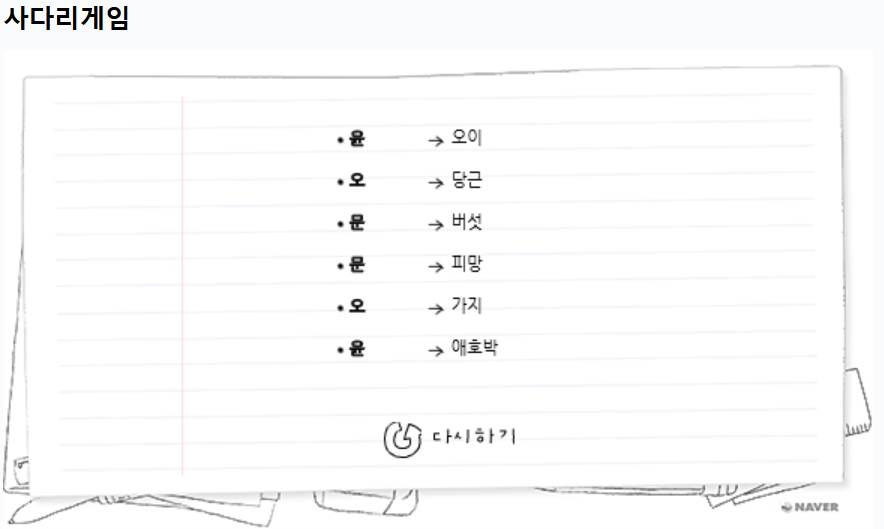 사다리게임
• 윤 → 오이
• 오 → 당근
• 문 → 버섯
• 문 → 피망
• 오 → 가지
• 윤 → 애호박
다시하기
NAVER